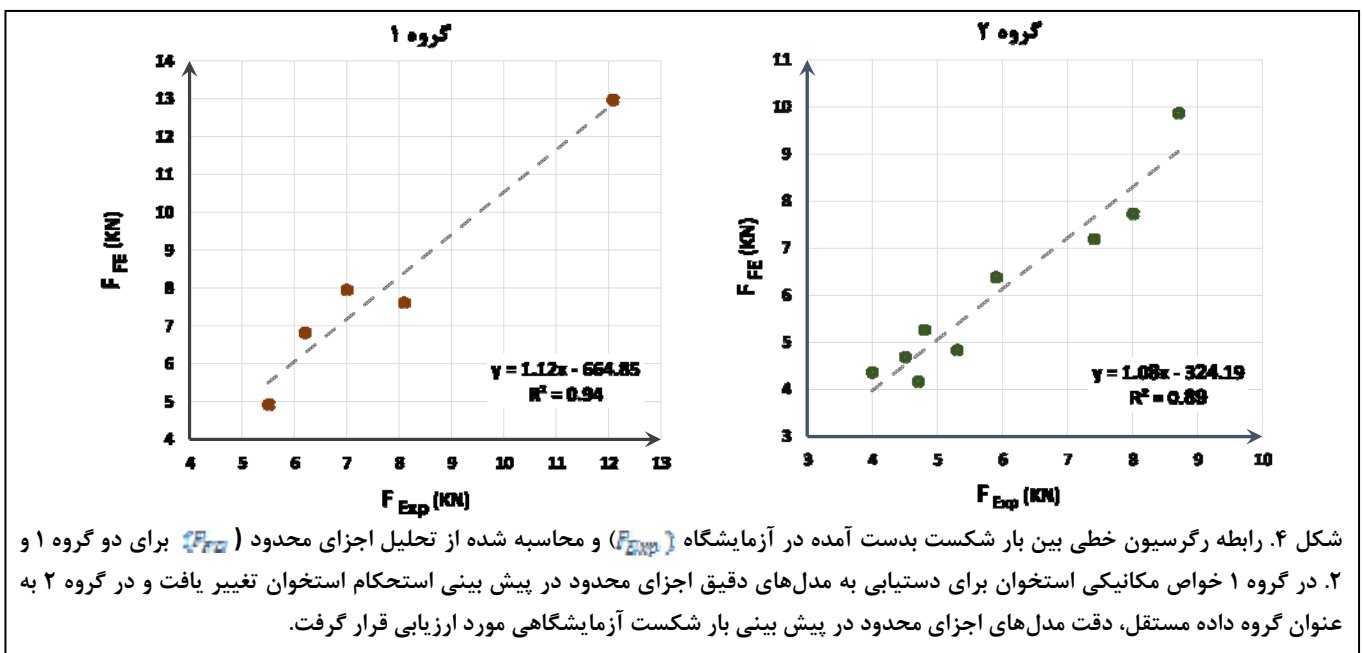 گروه ۱
14
13
12
11
10
9
8
7
6
5
4
4 5 6 7 8 9 10 11 12 13
F FE (KN)
F Exp (KN)
y = 1.12x - 664.85
R² = 0.94
گروه ۲
11
10
9
8
7
6
5
4
3
3 4 5 6 7 8 9 10
F FE (KN)
F Exp (KN)
y = 1.08x - 324.19
R² = 0.89
شکل ۴. رابطه رگرسیون خطی بین بار شکست بدست آمده در آزمایشگاه (F_Exp) و محاسبه شده از تحلیل اجزای محدود (F_FE) برای دو گروه ۱ و
۲. در گروه ۱ خواص مکانیکی استخوان برای دستیابی به مدل‌های دقیق اجزای محدود در پیش بینی استحکام استخوان تغییر یافت و در گروه ۲ به
عنوان گروه داده مستقل، دقت مدل‌های اجزای محدود در پیش بینی بار شکست آزمایشگاهی مورد ارزیابی قرار گرفت.